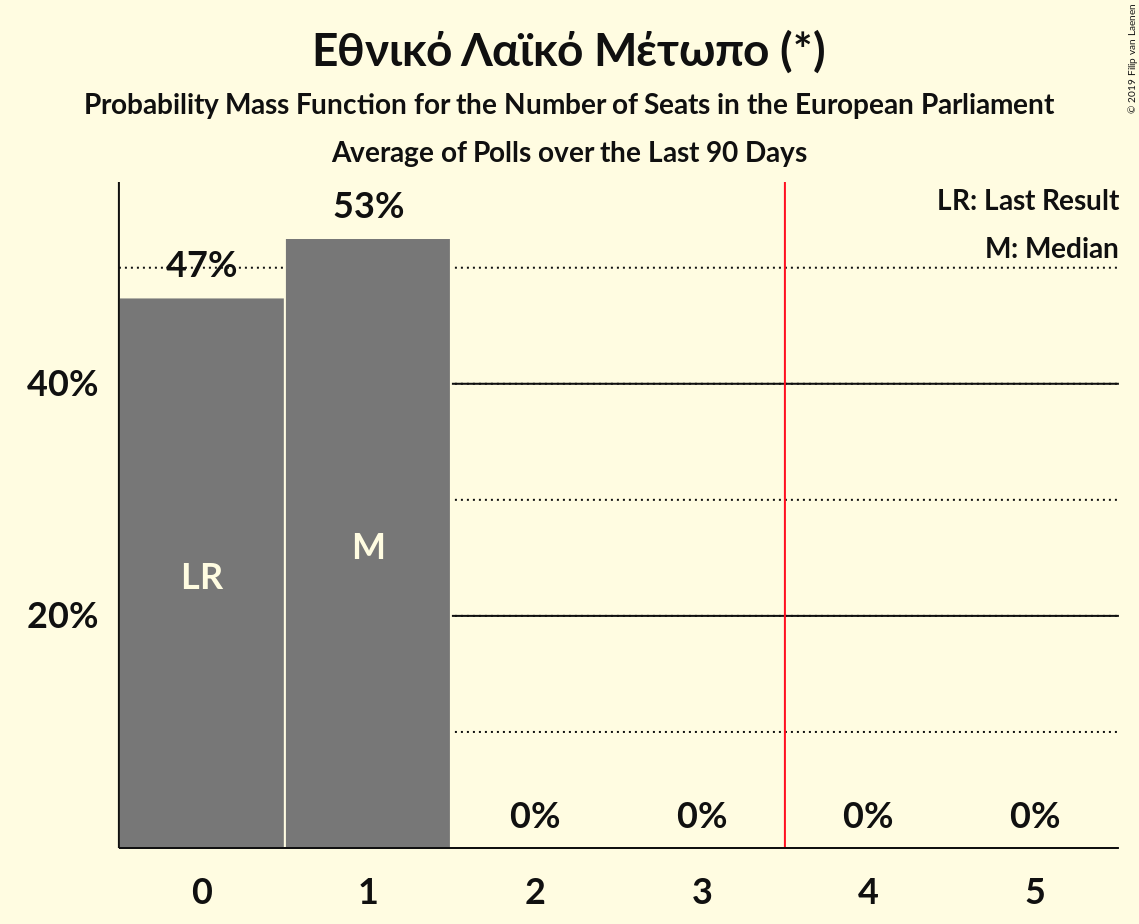 Εθνικό Λαϊκό Μέτωπο (*)
Probability Mass Function for the Number of Seats in the European Parliament
Average of Polls over the Last 90 Days
© 2019 Filip van Laenen
LR: Last Result
M: Median
53%
47%
40%
20%
LR
M
0%
0%
0%
0%
0
1
2
3
4
5